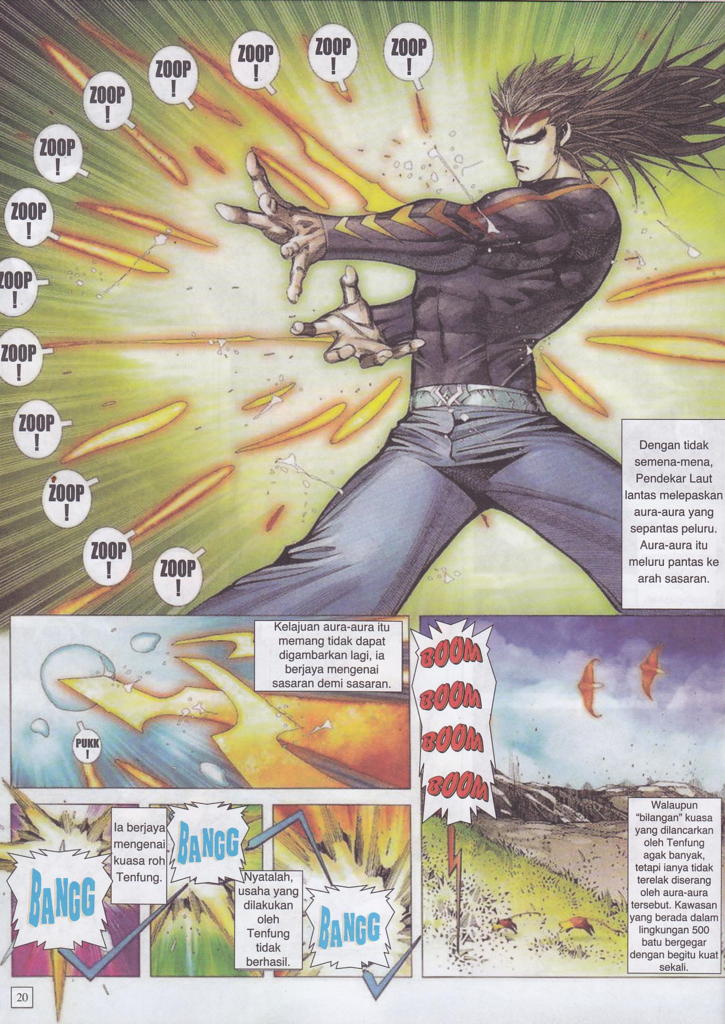 ZOOP
!
ZOOP
!
ZOOP
!
ZOOP
!
ZOOP
!
ZOOP
!
ZOOP
!
ZOOP
!
ZOOP
!
ZOOP
!
ZOOP
!
ZOOP
!
ZOOP
!
Dengan tidak
semena-mena,
Pendekar Laut
lantas melepaskan
aura-aura yang
sepantas peluru.
Aura-aura itu
meluru pantas ke
arah sasaran.
Kelajuan aura-aura itu
memang tidak dapat
digambarkan lagi, ia
berjaya mengenai
sasaran demi sasaran.
PUKK
!
BOOM
BOOM
BOOM
BOOM
Walaupun
“bilangan” kuasa
yang dilancarkan
oleh Tenfung
agak banyak,
tetapi ianya tidak
terelak diserang
oleh aura-aura
tersebut. Kawasan
yang berada dalam
lingkungan 500
batu bergegar
dengan begitu kuat
sekali.
BANGG
Ia berjaya
mengenai
kuasa roh
Tenfung.
BANGG
Nyatalah,
usaha yang
dilakukan
oleh
Tenfung
tidak
berhasil.
BANGG
20